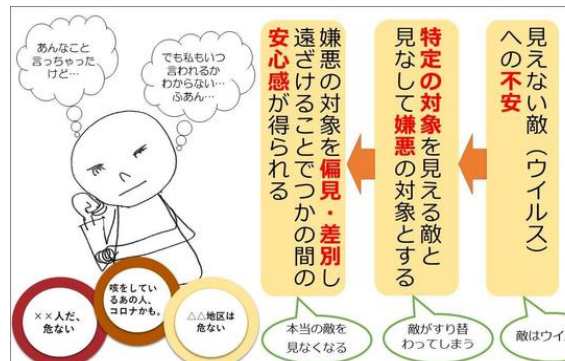 見えない敵（ウイルス）
への不安
特定の対象を見える敵と
見なして嫌悪の対象とする
嫌悪の対象を偏見・差別し
遠ざけることでつかの間の
安心感が得られる
敵はウイ
敵がすり替
わってしまう
本当の敵を
見なくなる
あんなこと
言っちゃった
けど…
でも私もいつ
言われるか
わからない…
ふあん…
××人だ、
危ない
咳をしてい
るあの人、
コロナかも。
△△地区は
危ない